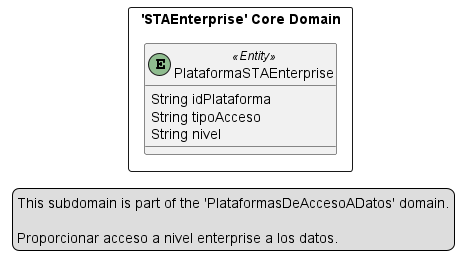 'STAEnterprise' Core Domain
E
«Entity»
PlataformaSTAEnterprise
String idPlataforma
String tipoAcceso
String nivel
This subdomain is part of the 'PlataformasDeAccesoADatos' domain.
Proporcionar acceso a nivel enterprise a los datos.